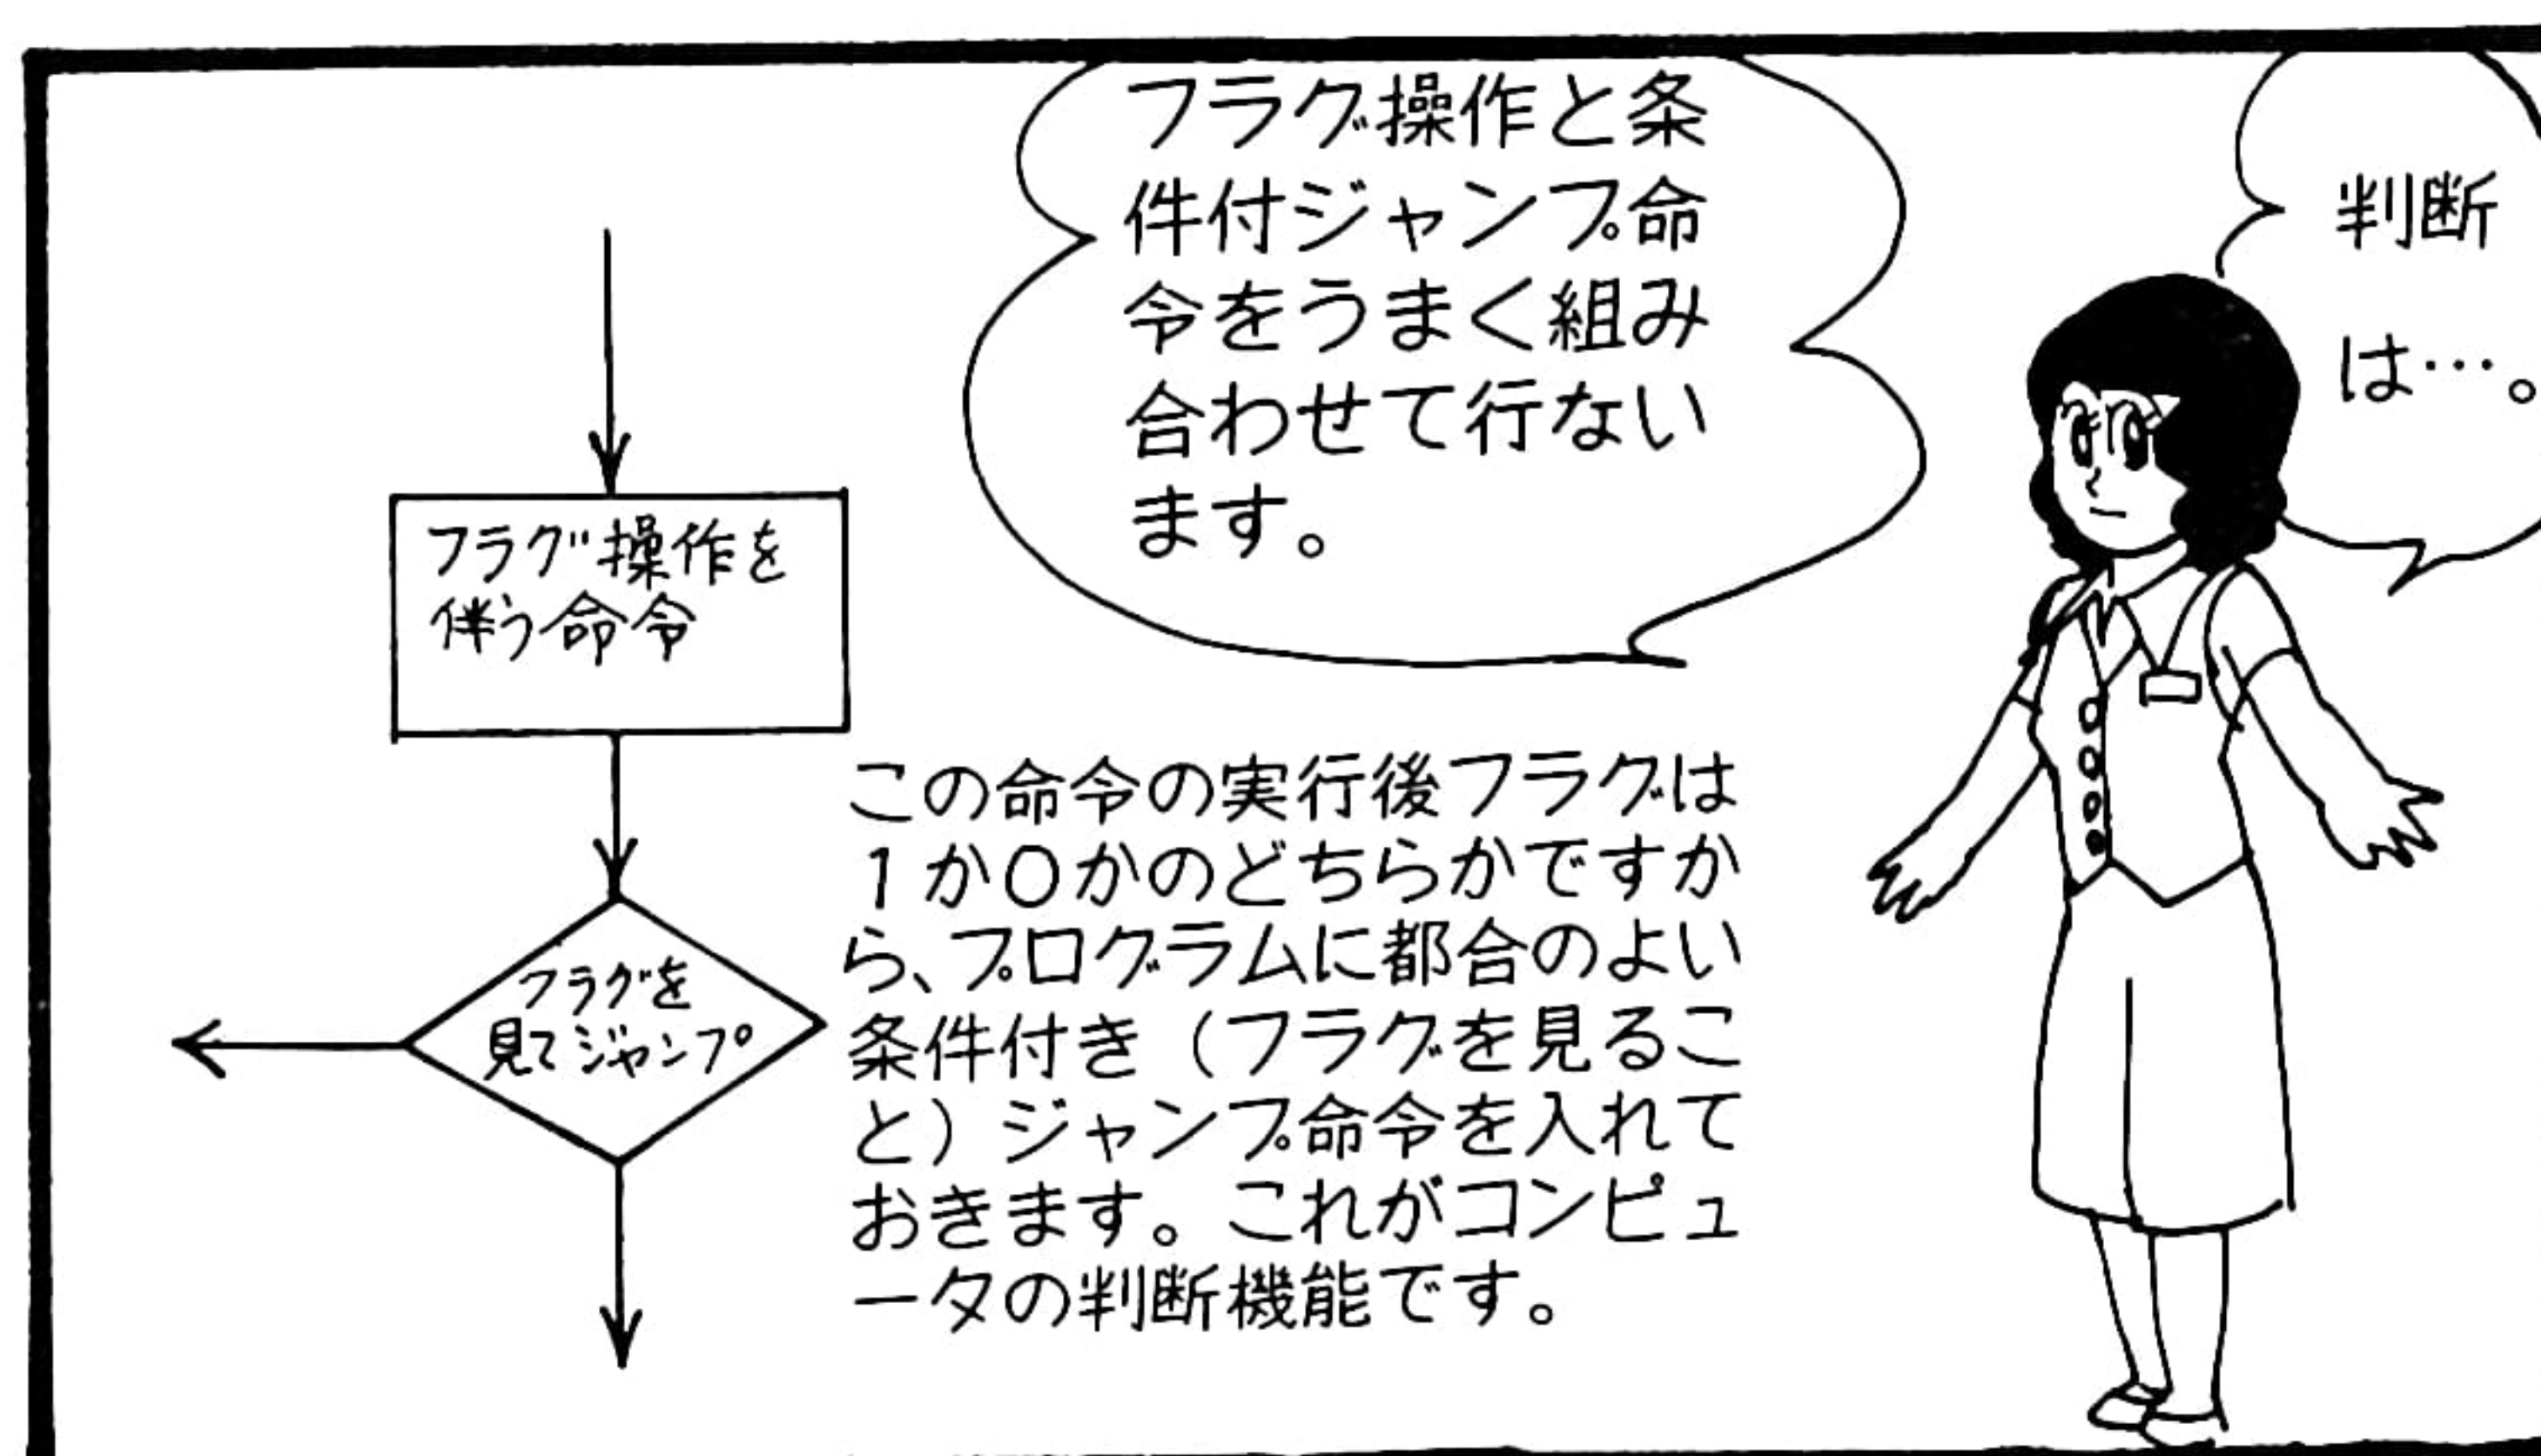 判断
は…。
フラグ操作と条
件付ジャンプ命
令をうまく組み
合わせて行ない
ます。
フラグ操作を
伴う命令
フラグを
見てジャンプ
この命令の実行後フラグは
1か0かのどちらかですか
ら、プログラムに都合のよい
条件付き（フラグを見るこ
と）ジャンプ命令を入れて
おきます。これがコンピュ
ータの判断機能です。